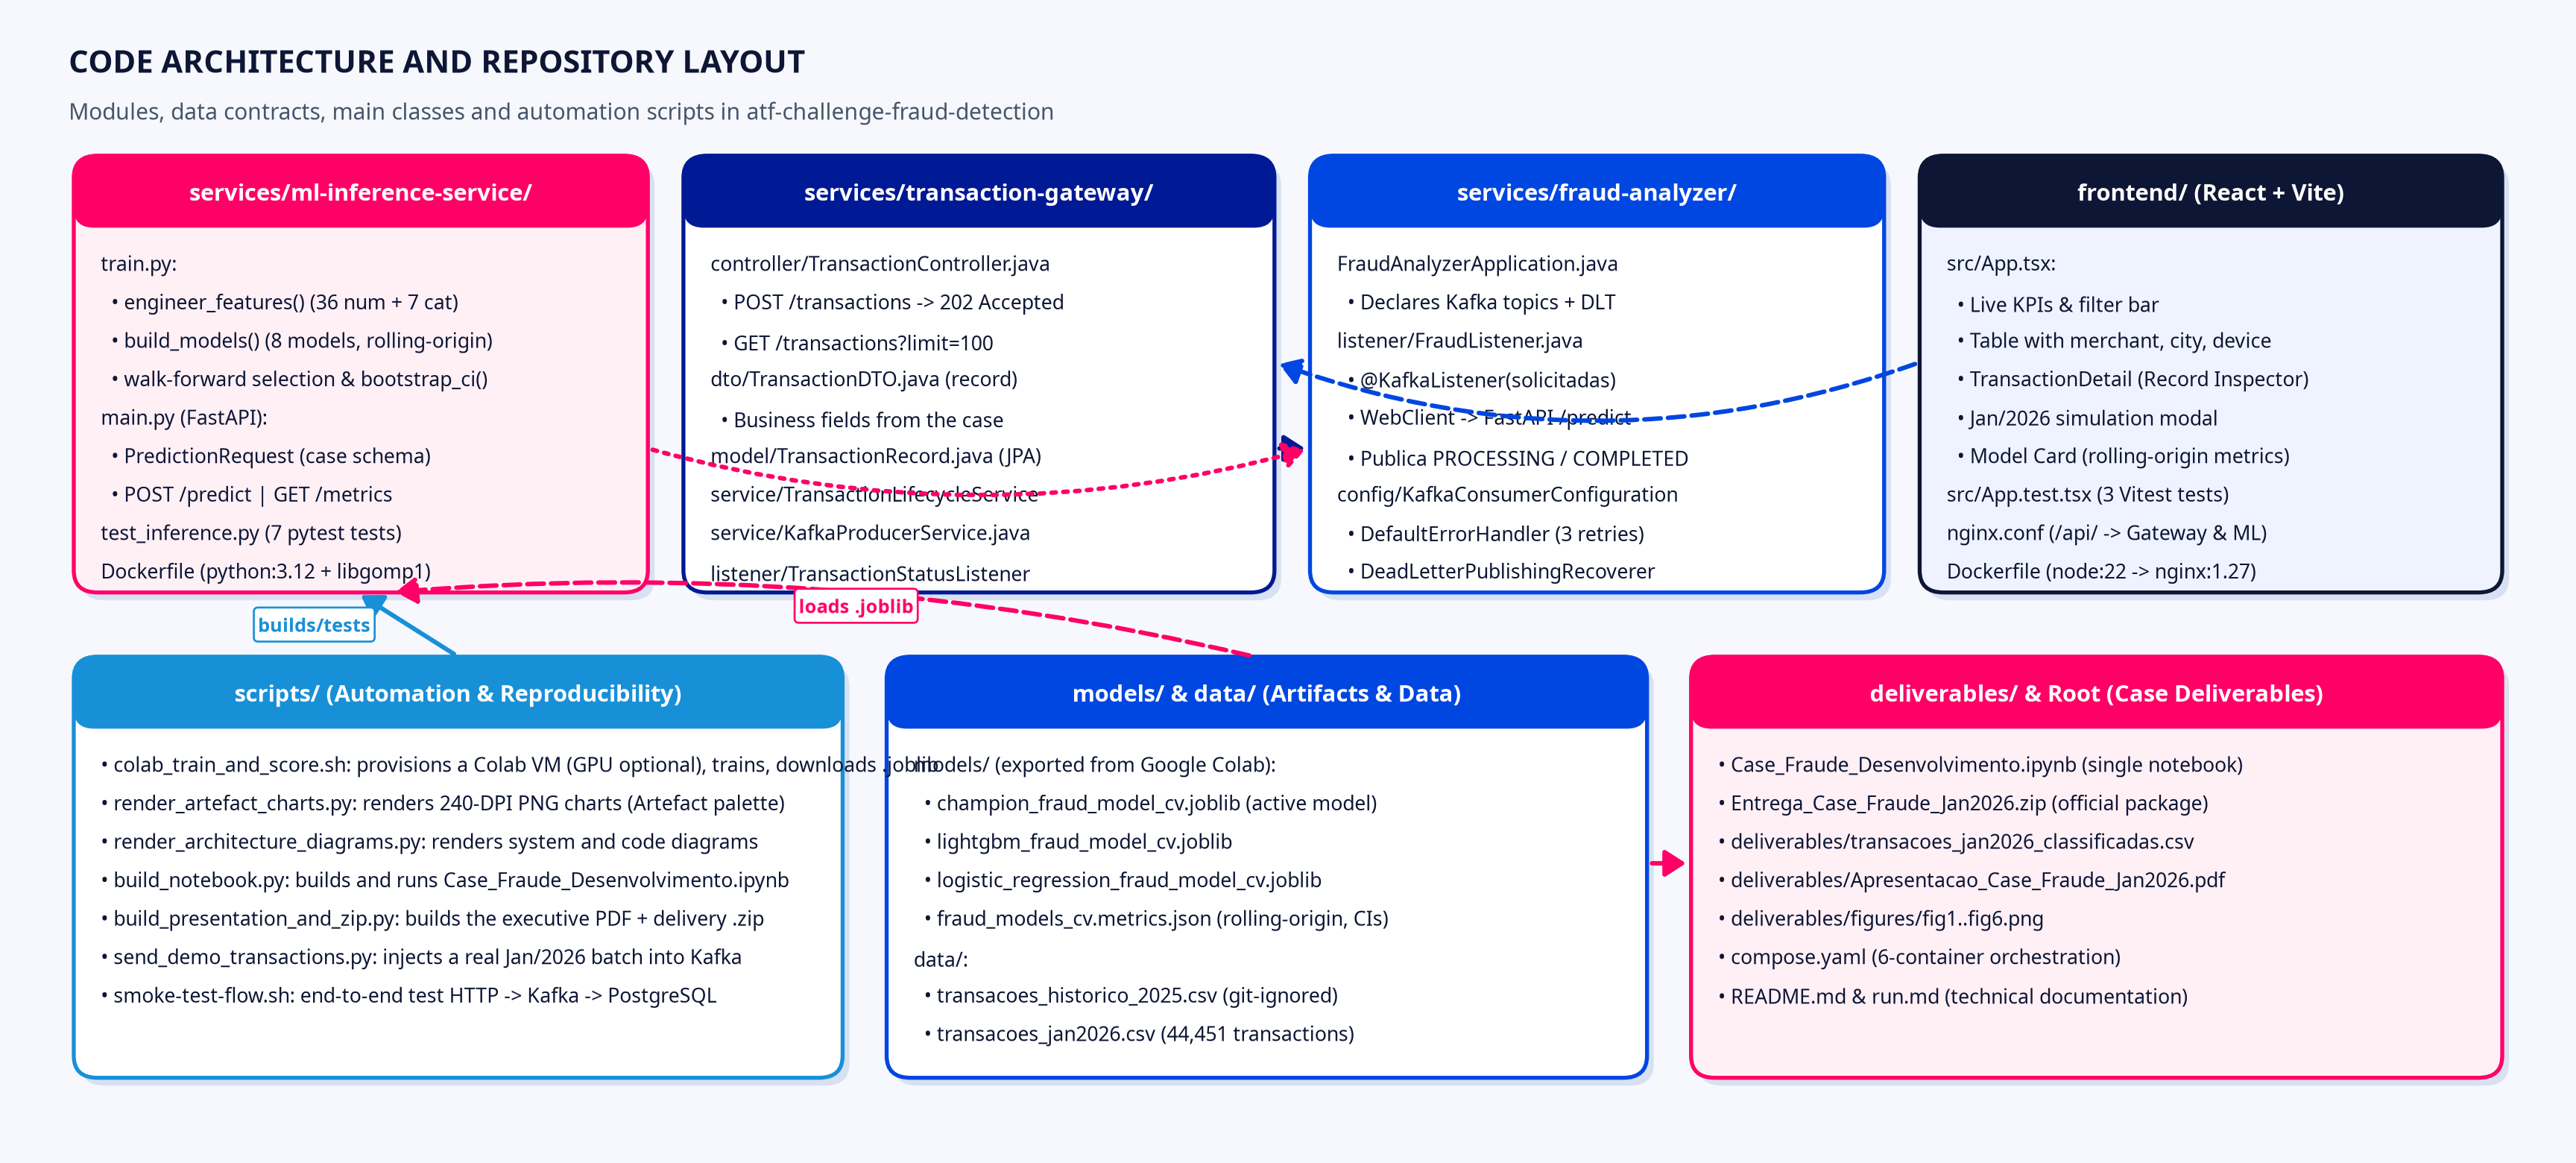 CODE ARCHITECTURE AND REPOSITORY LAYOUT
Modules, data contracts, main classes and automation scripts in atf-challenge-fraud-detection
services/ml-inference-service/
train.py:
• engineer_features() (36 num + 7 cat)
• build_models() (8 models, rolling-origin)
• walk-forward selection & bootstrap_ci()
main.py (FastAPI):
• PredictionRequest (case schema)
• POST /predict | GET /metrics
test_inference.py (7 pytest tests)
Dockerfile (python:3.12 + libgomp1)
services/transaction-gateway/
controller/TransactionController.java
• POST /transactions -> 202 Accepted
• GET /transactions?limit=100
dto/TransactionDTO.java (record)
• Business fields from the case
model/TransactionRecord.java (JPA)
service/TransactionLifecycleService
service/KafkaProducerService.java
listener/TransactionStatusListener
services/fraud-analyzer/
FraudAnalyzerApplication.java
• Declares Kafka topics + DLT
listener/FraudListener.java
• @KafkaListener(solicitadas)
• WebClient -> FastAPI /predict
• Publica PROCESSING / COMPLETED
config/KafkaConsumerConfiguration
• DefaultErrorHandler (3 retries)
• DeadLetterPublishingRecoverer
frontend/ (React + Vite)
src/App.tsx:
• Live KPIs & filter bar
• Table with merchant, city, device
• TransactionDetail (Record Inspector)
• Jan/2026 simulation modal
• Model Card (rolling-origin metrics)
src/App.test.tsx (3 Vitest tests)
nginx.conf (/api/ -> Gateway & ML)
Dockerfile (node:22 -> nginx:1.27)
builds/tests
loads .joblib
scripts/ (Automation & Reproducibility)
• colab_train_and_score.sh: provisions a Colab VM (GPU optional), trains, downloads .joblib
• render_artefact_charts.py: renders 240-DPI PNG charts (Artefact palette)
• render_architecture_diagrams.py: renders system and code diagrams
• build_notebook.py: builds and runs Case_Fraude_Desenvolvimento.ipynb
• build_presentation_and_zip.py: builds the executive PDF + delivery .zip
• send_demo_transactions.py: injects a real Jan/2026 batch into Kafka
• smoke-test-flow.sh: end-to-end test HTTP -> Kafka -> PostgreSQL
models/ & data/ (Artifacts & Data)
models/ (exported from Google Colab):
• champion_fraud_model_cv.joblib (active model)
• lightgbm_fraud_model_cv.joblib
• logistic_regression_fraud_model_cv.joblib
• fraud_models_cv.metrics.json (rolling-origin, CIs)
data/:
• transacoes_historico_2025.csv (git-ignored)
• transacoes_jan2026.csv (44,451 transactions)
deliverables/ & Root (Case Deliverables)
• Case_Fraude_Desenvolvimento.ipynb (single notebook)
• Entrega_Case_Fraude_Jan2026.zip (official package)
• deliverables/transacoes_jan2026_classificadas.csv
• deliverables/Apresentacao_Case_Fraude_Jan2026.pdf
• deliverables/figures/fig1..fig6.png
• compose.yaml (6-container orchestration)
• README.md & run.md (technical documentation)